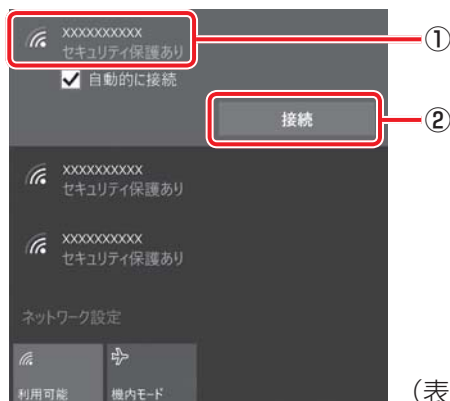 xxxxxxxxxx
セキュリティ保護あり
自動的に接続
接続
①
②
xxxxxxxxxx
セキュリティ保護あり
xxxxxxxxxx
セキュリティ保護あり
ネットワーク設定
利用可能
機内モード
(表